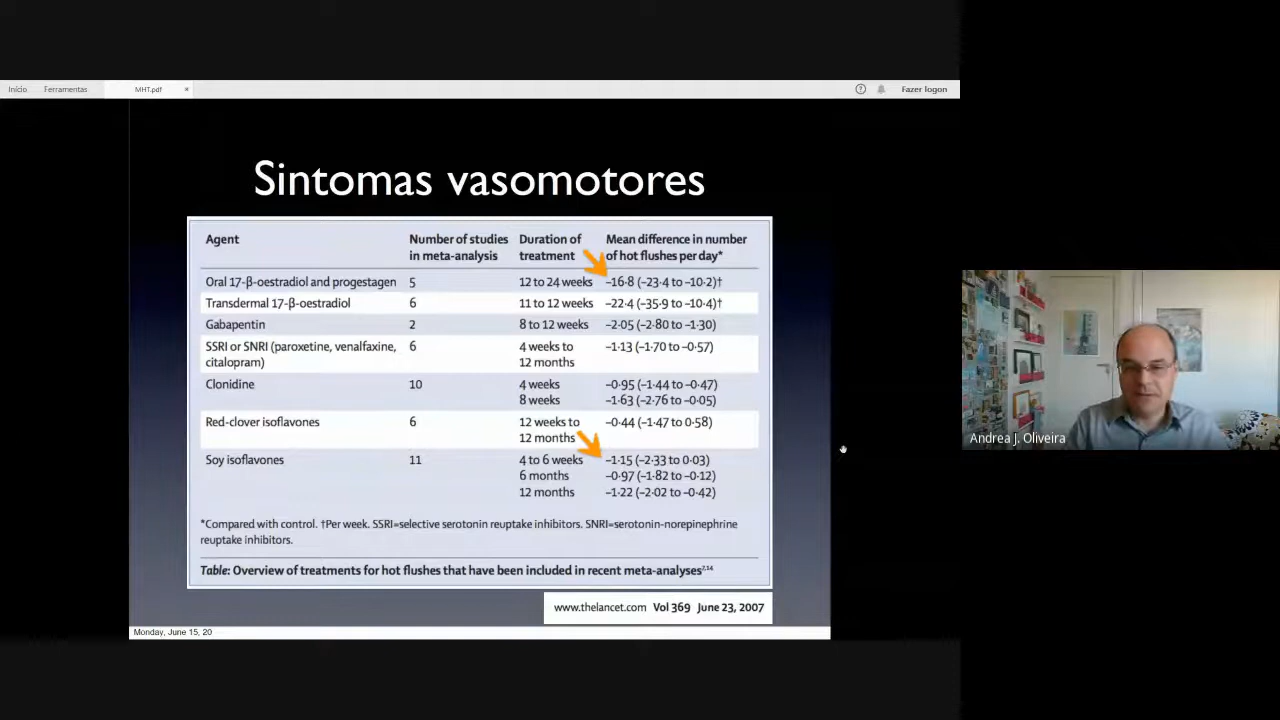 Início Ferramentas MHT.pdf × ? Fazer logon
Sintomas vasomotores
Agent Number of studies in meta-analysis Duration of treatment Mean difference in number of hot flushes per day*
Oral 17-β-oestradiol and progestagen 5 12 to 24 weeks –16·8 (–23·4 to –10·2)†
Transdermal 17-β-oestradiol 6 11 to 12 weeks –22·4 (–35·9 to –10·4)†
Gabapentin 2 8 to 12 weeks –2·05 (–2·80 to –1·30)
SSRI or SNRI (paroxetine, venalfaxine, citalopram) 6 4 weeks to 12 months –1·13 (–1·70 to –0·57)
Clonidine 10 4 weeks –0·95 (–1·44 to –0·47)
8 weeks –1·63 (–2·76 to –0·05)
Red-clover isoflavones 6 12 weeks to 12 months –0·44 (–1·47 to 0·58)
Soy isoflavones 11 4 to 6 weeks –1·15 (–2·33 to 0·03)
6 months –0·97 (–1·82 to –0·12)
12 months –1·22 (–2·02 to –0·42)
*Compared with control. †Per week. SSRI=selective serotonin reuptake inhibitors. SNRI=serotonin-norepinephrine
reuptake inhibitors.
Table: Overview of treatments for hot flushes that have been included in recent meta-analyses7,14
www.thelancet.com Vol 369 June 23, 2007
Monday, June 15, 20
Andrea J. Oliveira